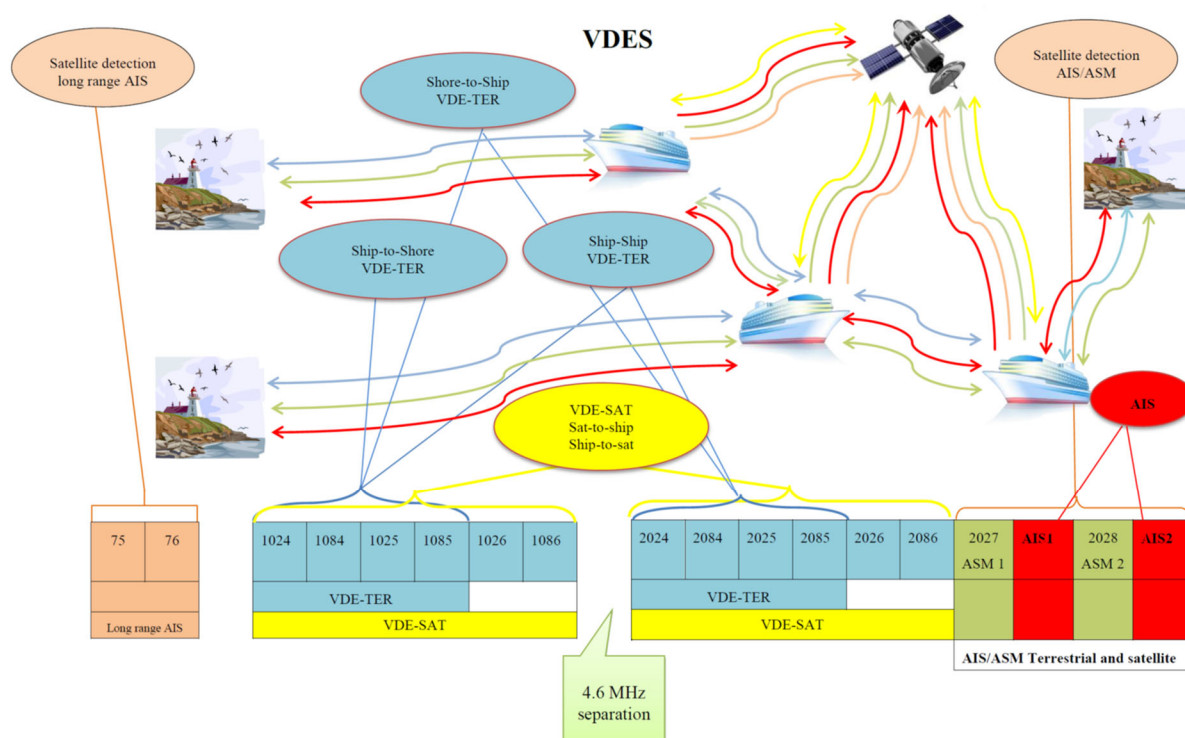 VDES
Satellite detection
long range AIS
Shore-to-Ship
VDE-TER
Satellite detection
AIS/ASM
Ship-to-Shore
VDE-TER
Ship-Ship
VDE-TER
VDE-SAT
Sat-to-ship
Ship-to-sat
AIS
75
76
Long range AIS
1024
1084
1025
1085
1026
1086
VDE-TER
VDE-SAT
2024
2084
2025
2085
2026
2086
VDE-TER
VDE-SAT
2027
ASM 1
AIS1
2028
ASM 2
AIS2
AIS/ASM Terrestrial and satellite
4.6 MHz
separation